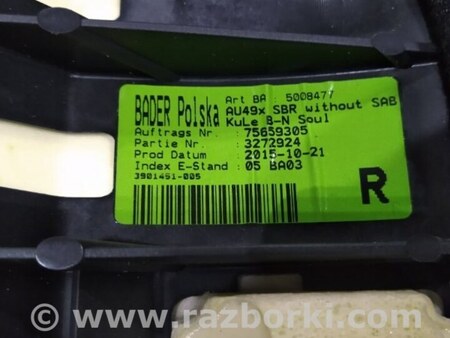 BADER Polska
Art BA 5008477
AU49x SBR without SAB
KuLe 8-N Soul
Auftrags Nr. : 75659305
Partie Nr. : 3272924
Prod Datum : 2015-10-21
Index E-Stand : 05 BA03
3901451-005
R
© www.razborki.com